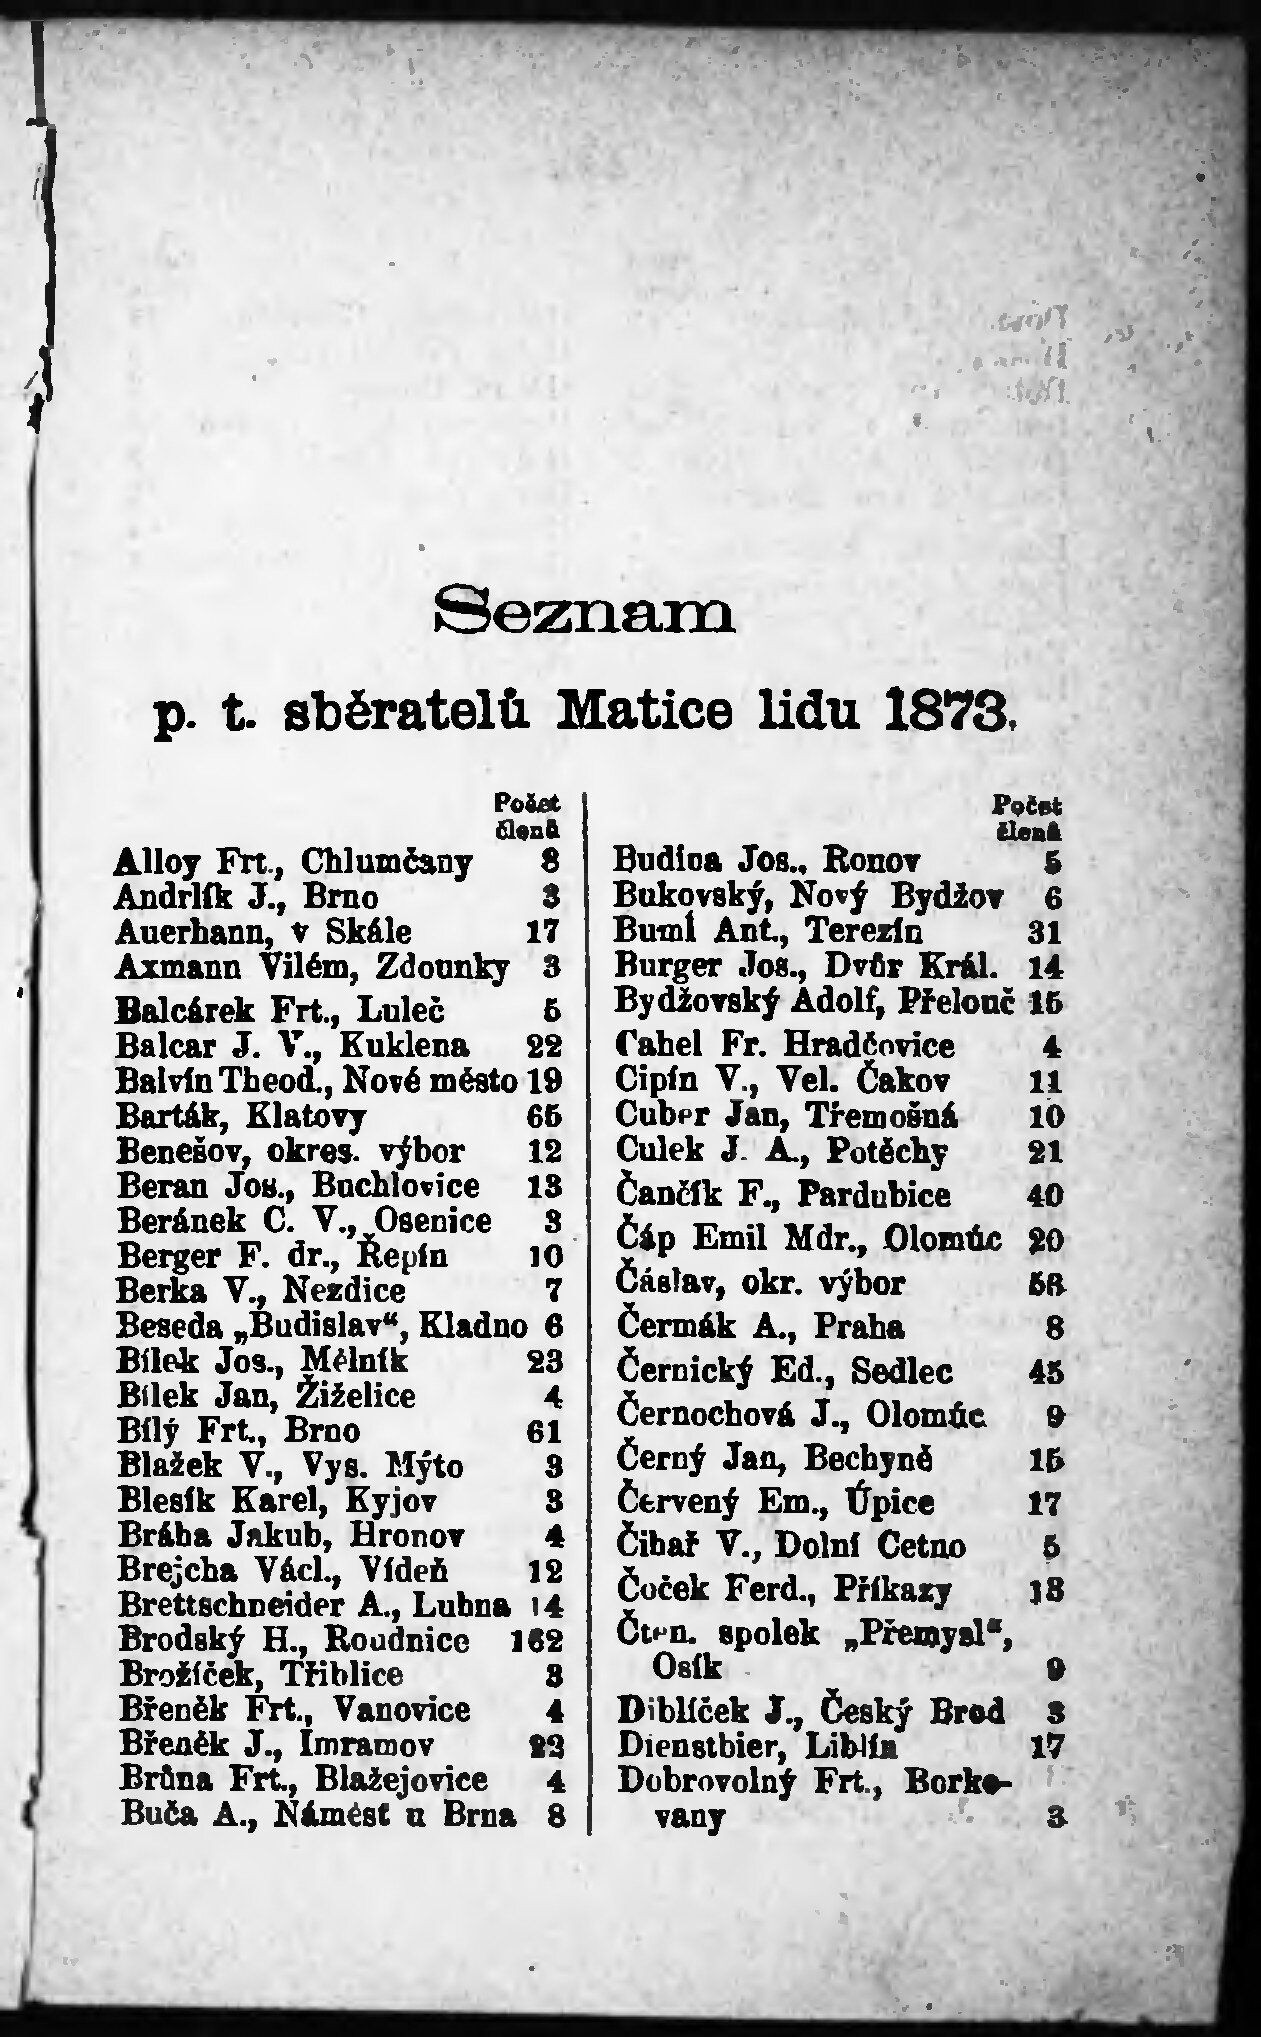 Seznam
p. t. sběratelů Matice lidu 1873.
Počet
členů
Alloy Frt., Chlumčany 8
Andrlík J., Brno 3
Auerhann, v Skále 17
Axmann Vilém, Zdounky 3
Balcárek Frt., Luleč 5
Balcar J. V., Kuklena 22
Balvín Theod., Nové město 19
Barták, Klatovy 65
Benešov, okres. výbor 12
Beran Jos., Buchlovice 13
Beránek C. V., Osenice 3
Berger F. dr., Řepín 10
Berka V., Nezdice 7
Beseda „Budislav“, Kladno 6
Bílek Jos., Mělník 23
Bílek Jan, Žiželice 4
Bílý Frt., Brno 61
Blažek V., Vys. Mýto 3
Blesík Karel, Kyjov 3
Brába Jakub, Hronov 4
Brejcha Václ., Vídeň 12
Brettschneider A., Lubna 14
Brodský H., Roudnice 162
Brožíček, Třiblice 3
Břeněk Frt., Vanovice 4
Břeněk J., Imramov 22
Brůna Frt., Blažejovice 4
Buča A., Náměst u Brna 8
Počet
členů
Budína Jos., Ronov 5
Bukovský, Nový Bydžov 6
Buml Ant., Terezín 31
Burger Jos., Dvůr Král. 14
Bydžovský Adolf, Přelouč 15
Cahel Fr. Hradčovice 4
Cipín V., Vel. Čakov 11
Cuber Jan, Třemošná 10
Culek J. A., Potěchy 21
Čančík F., Pardubice 40
Čáp Emil Mdr., Olomúc 20
Čáslav, okr. výbor
Čermák A., Praha 8
Černický Ed., Sedlec 45
Černochová J., Olomúc 9
Černý Jan, Bechyně 15
Červený Em., Úpice 17
Čihař V., Dolní Cetno 5
Čoček Ferd., Příkazy 13
Čten. spolek „Přemysl“,
Osík 9
Diblíček J., Český Brod 3
Dienstbier, Liblín 17
Dobrovolný Frt., Borko-
vany 3